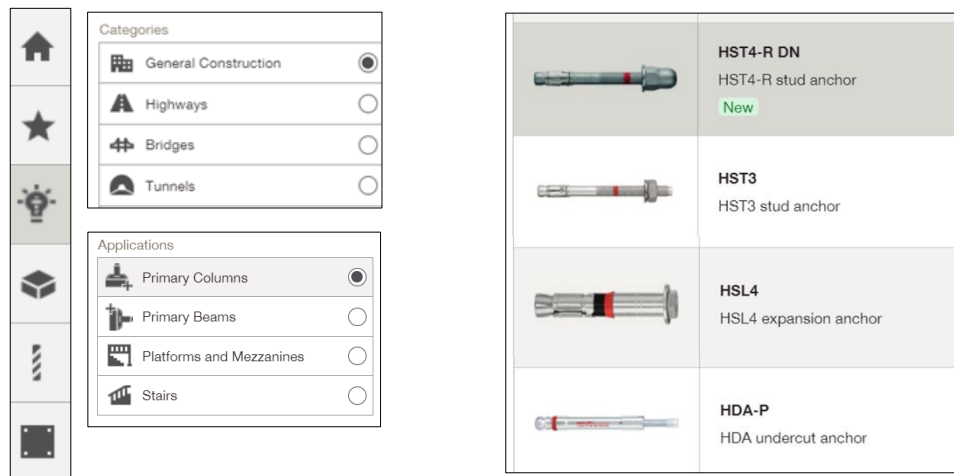 Categories
General Construction
Highways
Bridges
Tunnels
Applications
Primary Columns
Primary Beams
Platforms and Mezzanines
Stairs
HST4-R DN
HST4-R stud anchor
New
HST3
HST3 stud anchor
HSL4
HSL4 expansion anchor
HDA-P
HDA undercut anchor